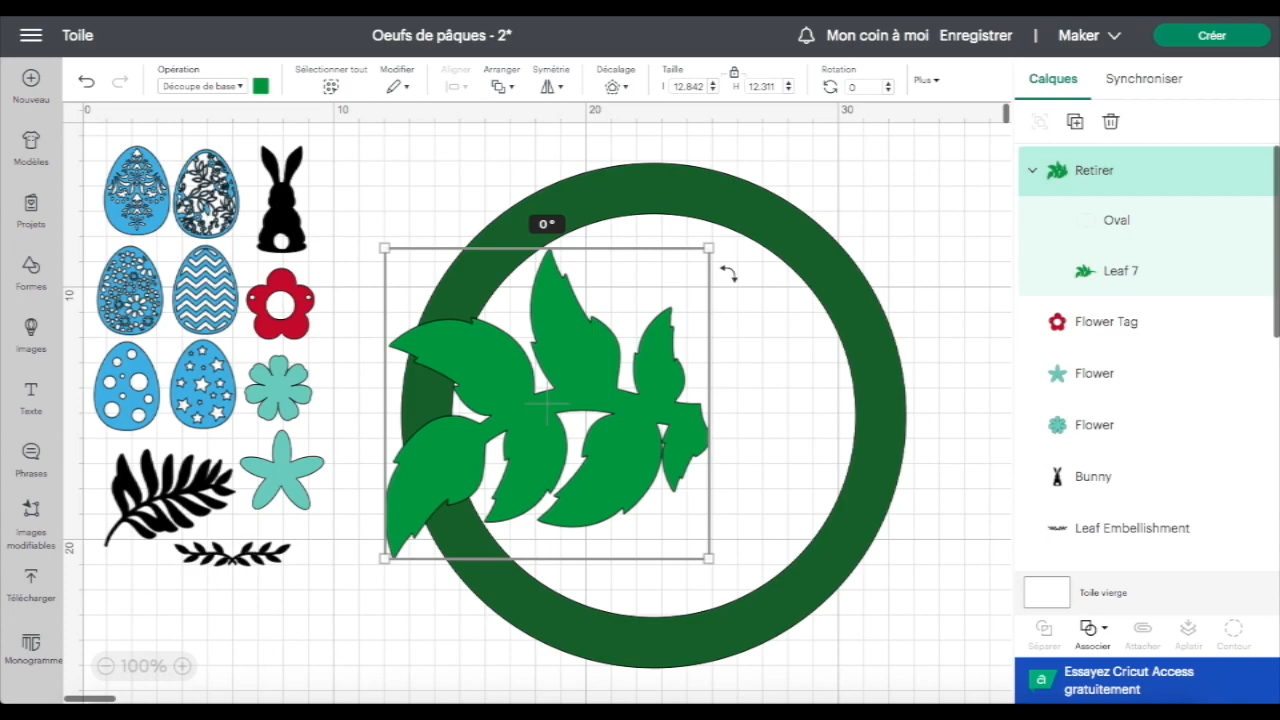 Toile
Oeufs de pâques - 2*
Mon coin à moi
Enregistrer
|
Maker
Créer
Nouveau
Modèles
Projets
Formes
Images
Texte
Phrases
Images
modifiables
Télécharger
Monogramme
Opération
Découpe de base
Sélectionner tout
Modifier
Aligner
Arranger
Symétrie
Décalage
Taille
l 12.842
H 12.311
Rotation
0
Plus
0
10
20
30
10
20
0°
100%
Calques
Synchroniser
Retirer
Oval
Leaf 7
Flower Tag
Flower
Flower
Bunny
Leaf Embellishment
Toile vierge
Séparer
Associer
Attacher
Aplatir
Contour
a
Essayez Cricut Access
gratuitement